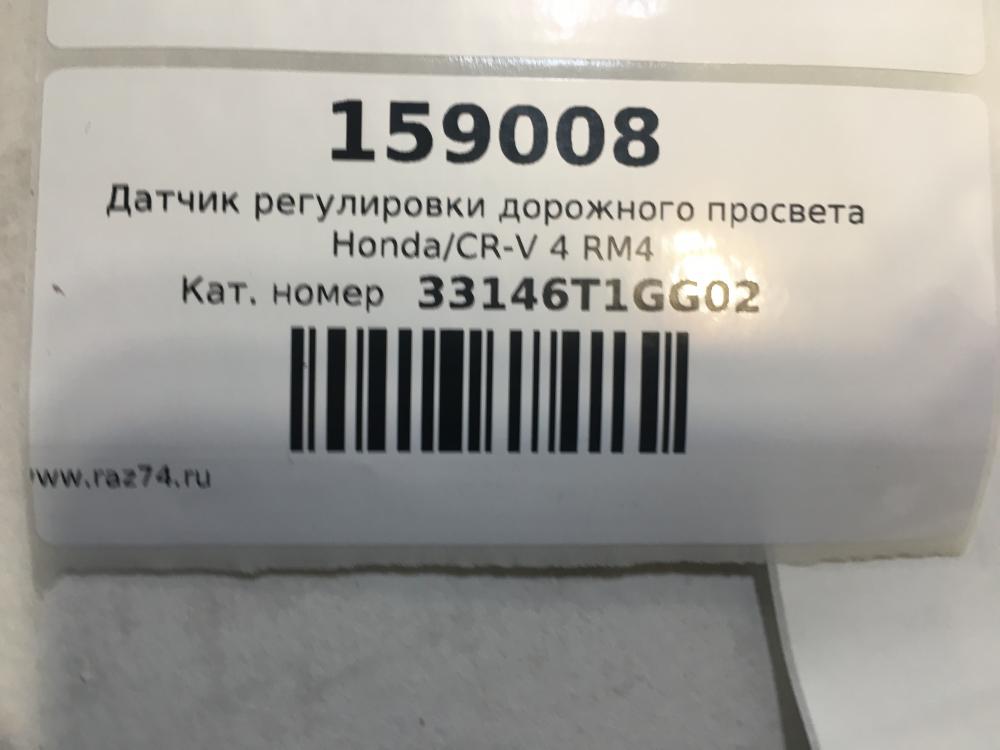 159008
Датчик регулировки дорожного просвета
Honda/CR-V 4 RM4
Кат. номер 33146T1GG02
www.raz74.ru